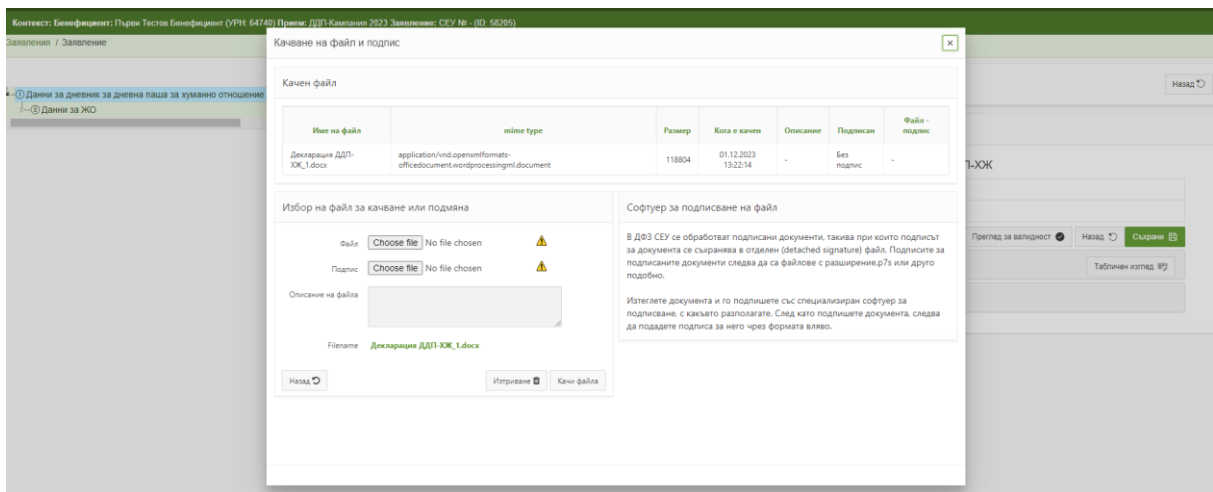 Контекст: Бенефициент: Първи Тестов Бенефициент (УРН: 64740) Прием: ДДП-Кампания 2023 Заявление: СЕУ № - (ID: 58205)
Заявления / Заявление
Качване на файл и подпис
Назад
① Данни за дневник за дневна паша за хуманно отношение
② Данни за ЖО
Качен файл
Име на файл mime type Размер Кога е качен Описание Подписан Файл -
подпис
Декларация ДДП-
ХЖ_1.docx
application/vnd.openxmlformats-
officedocument.wordprocessingml.document
118804
01.12.2023
13:22:14
-
Без
подпис
-
П-ХЖ
Избор на файл за качване или подмяна
Файл Choose file No file chosen
Подпис Choose file No file chosen
Описание на файла
Filename Декларация ДДП-ХЖ_1.docx
Назад Изтриване Качи файла
Софтуер за подписване на файл
В ДФЗ СЕУ се обработват подписани документи, такива при които подписът
за документа се съхранява в отделен (detached signature) файл. Подписите за
подписаните документи следва да са файлове с разширение.p7s или друго
подобно.
Изтеглете документа и го подпишете със специализиран софтуер за
подписване, с какъвто разполагате. След като подпишете документа, следва
да подадете подписа за него чрез формата вляво.
Преглед за валидност Назад Съхрани
Табличен изглед